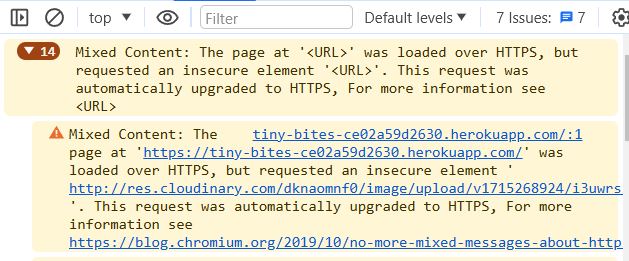 top Filter Default levels 7 Issues: 7
14 Mixed Content: The page at '<URL>' was loaded over HTTPS, but
requested an insecure element '<URL>'. This request was
automatically upgraded to HTTPS, For more information see
<URL>
Mixed Content: The tiny-bites-ce02a59d2630.herokuapp.com/:1
page at 'https://tiny-bites-ce02a59d2630.herokuapp.com/' was
loaded over HTTPS, but requested an insecure element '
http://res.cloudinary.com/dknaomnf0/image/upload/v1715268924/i3uwrs
'. This request was automatically upgraded to HTTPS, For more
information see
https://blog.chromium.org/2019/10/no-more-mixed-messages-about-http